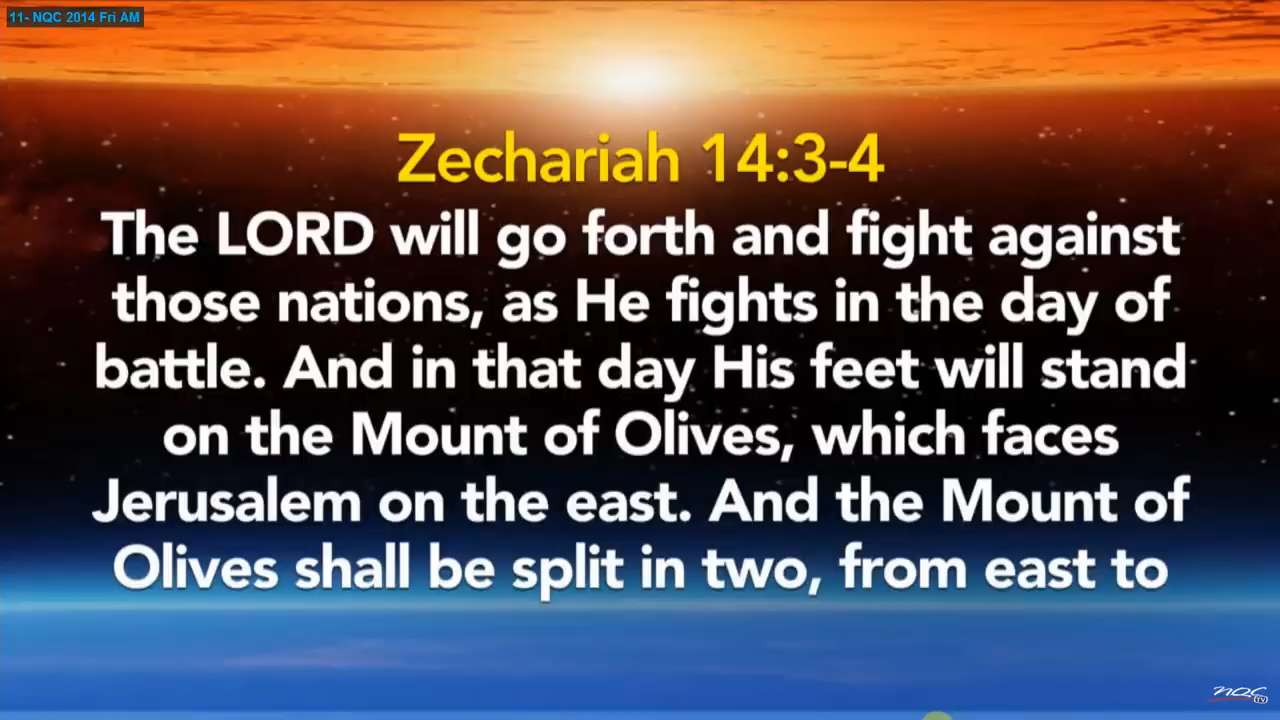 11- NQC 2014 Fri AM
Zechariah 14:3-4
The LORD will go forth and fight against
those nations, as He fights in the day of
battle. And in that day His feet will stand
on the Mount of Olives, which faces
Jerusalem on the east. And the Mount of
Olives shall be split in two, from east to
NQC TV